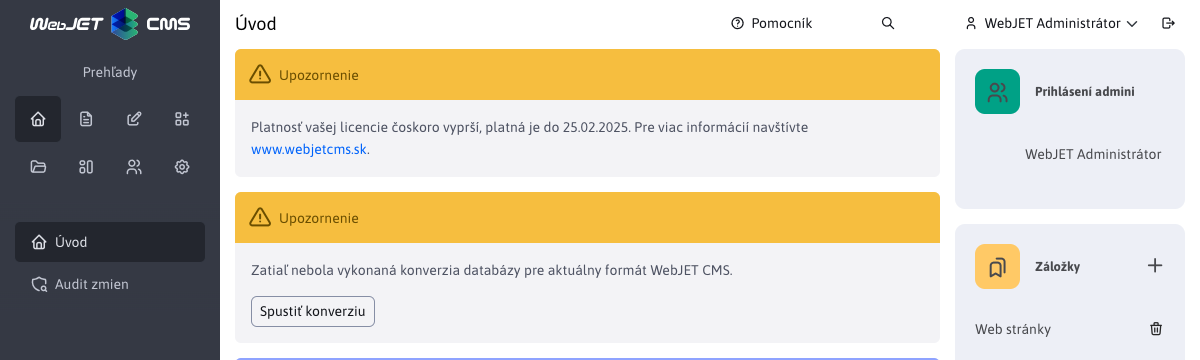 WebJET CMS
Prehľady
Úvod
Audit zmien
Úvod
Pomocník
WebJET Administrátor
Upozornenie
Platnosť vašej licencie čoskoro vyprší, platná je do 25.02.2025. Pre viac informácií navštívte
www.webjetcms.sk.
Upozornenie
Zatiaľ nebola vykonaná konverzia databázy pre aktuálny formát WebJET CMS.
Spustiť konverziu
Prihlásení admini
WebJET Administrátor
Záložky
Web stránky